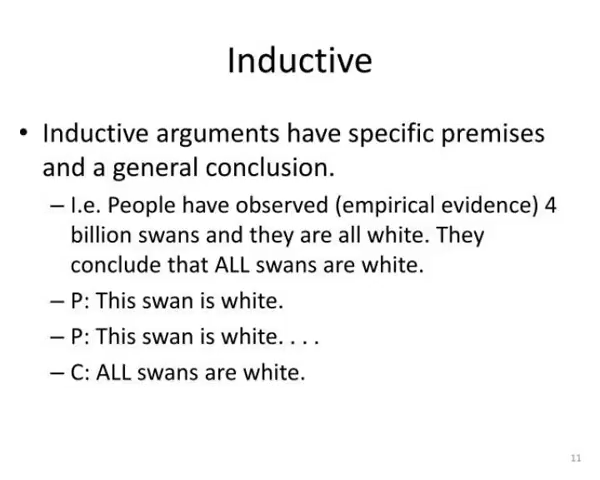 Inductive
• Inductive arguments have specific premises
and a general conclusion.
– I.e. People have observed (empirical evidence) 4
billion swans and they are all white. They
conclude that ALL swans are white.
– P: This swan is white.
– P: This swan is white. . . .
– C: ALL swans are white.
11